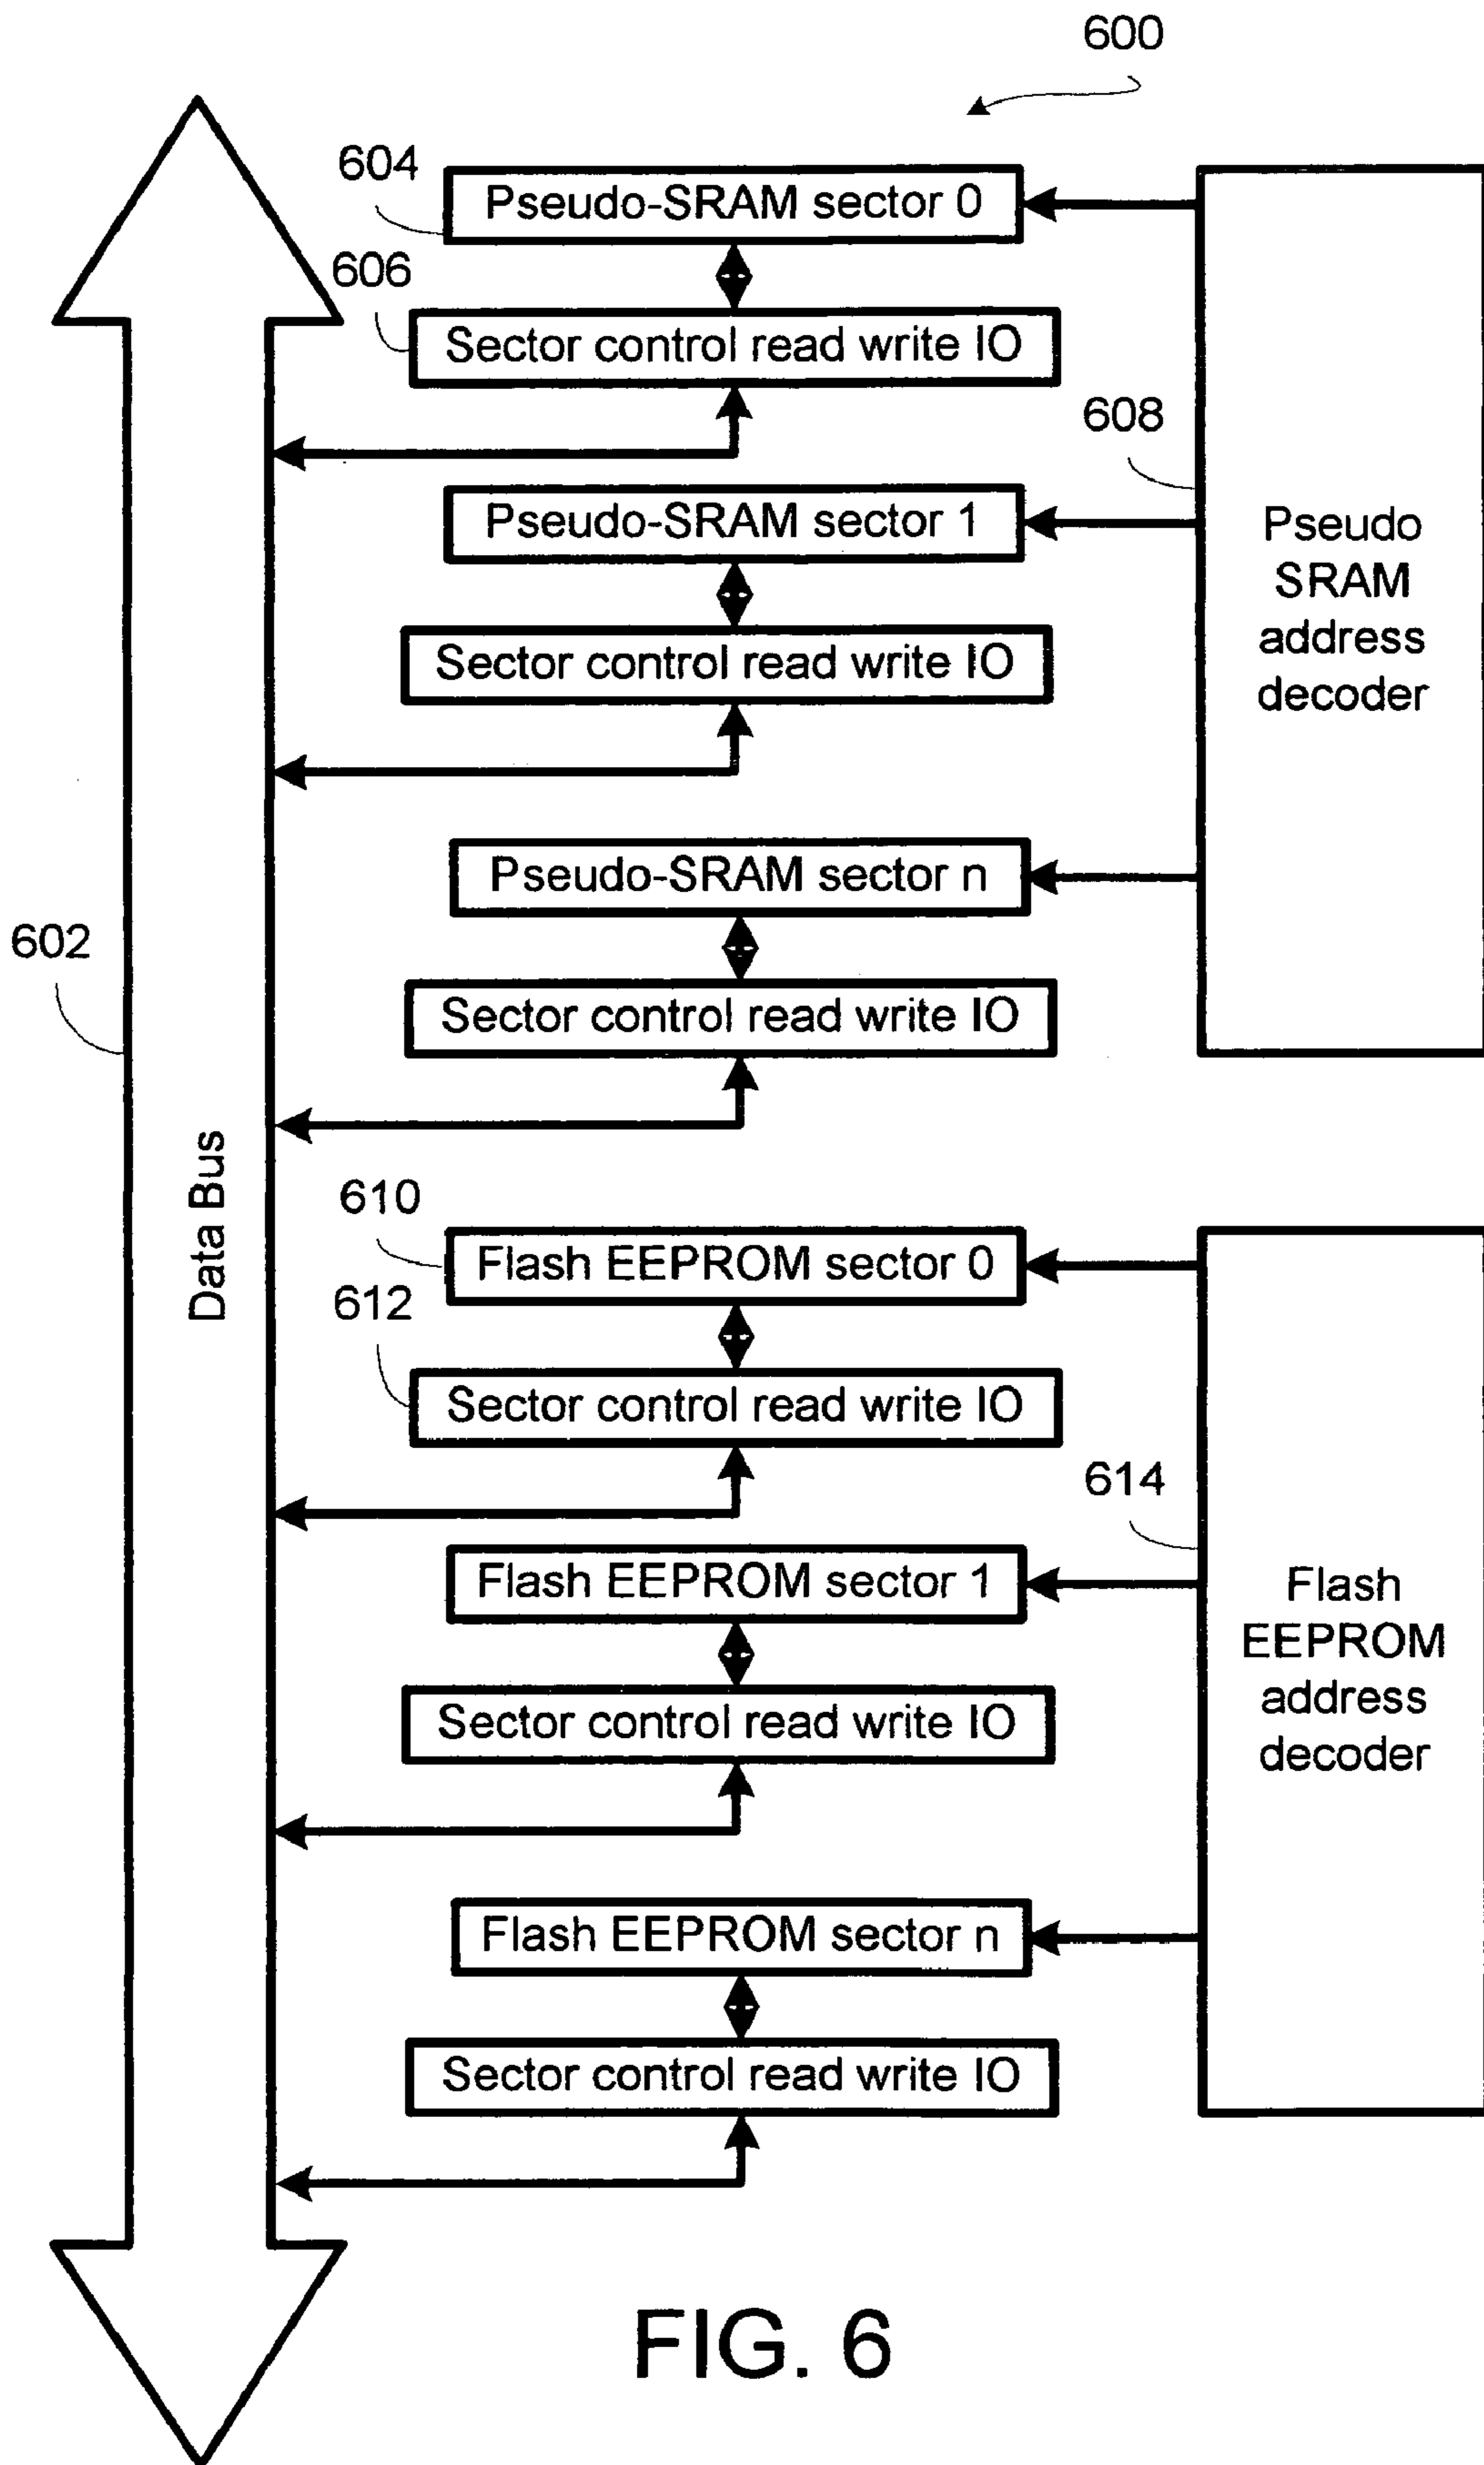 600
604
Pseudo-SRAM sector 0
606
Sector control read write IO
608
Pseudo-SRAM sector 1
Pseudo
SRAM
address
decoder
Sector control read write IO
Pseudo-SRAM sector n
602
Sector control read write IO
Data Bus
610
Flash EEPROM sector 0
612
Sector control read write IO
614
Flash EEPROM sector 1
Flash
EEPROM
address
decoder
Sector control read write IO
Flash EEPROM sector n
Sector control read write IO
FIG. 6